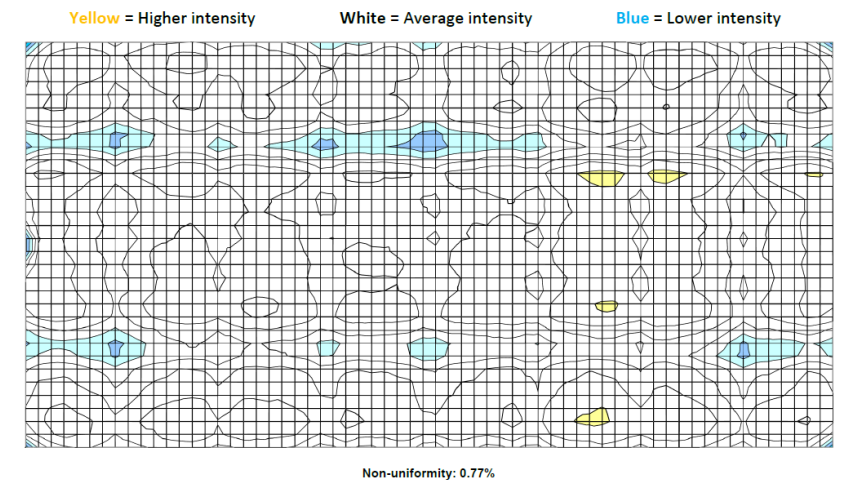 Yellow = Higher intensity White = Average intensity Blue = Lower intensity
Non-uniformity: 0.77%